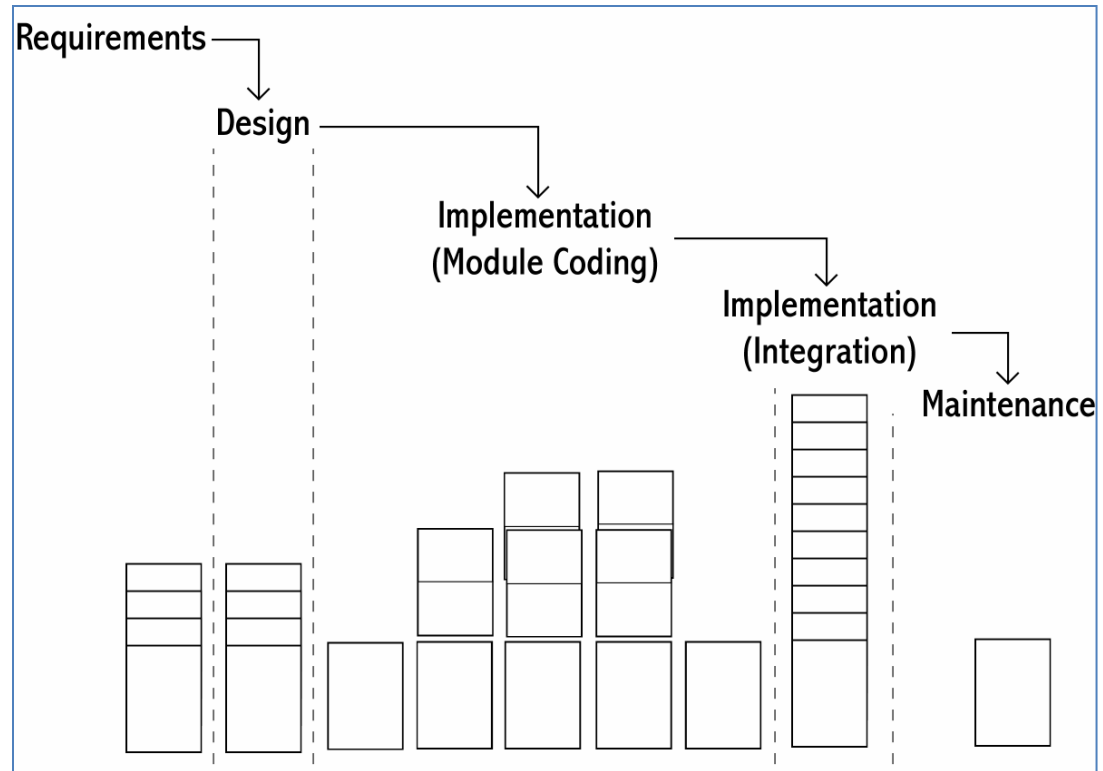 Requirements
Design
Implementation
(Module Coding)
Implementation
(Integration)
Maintenance